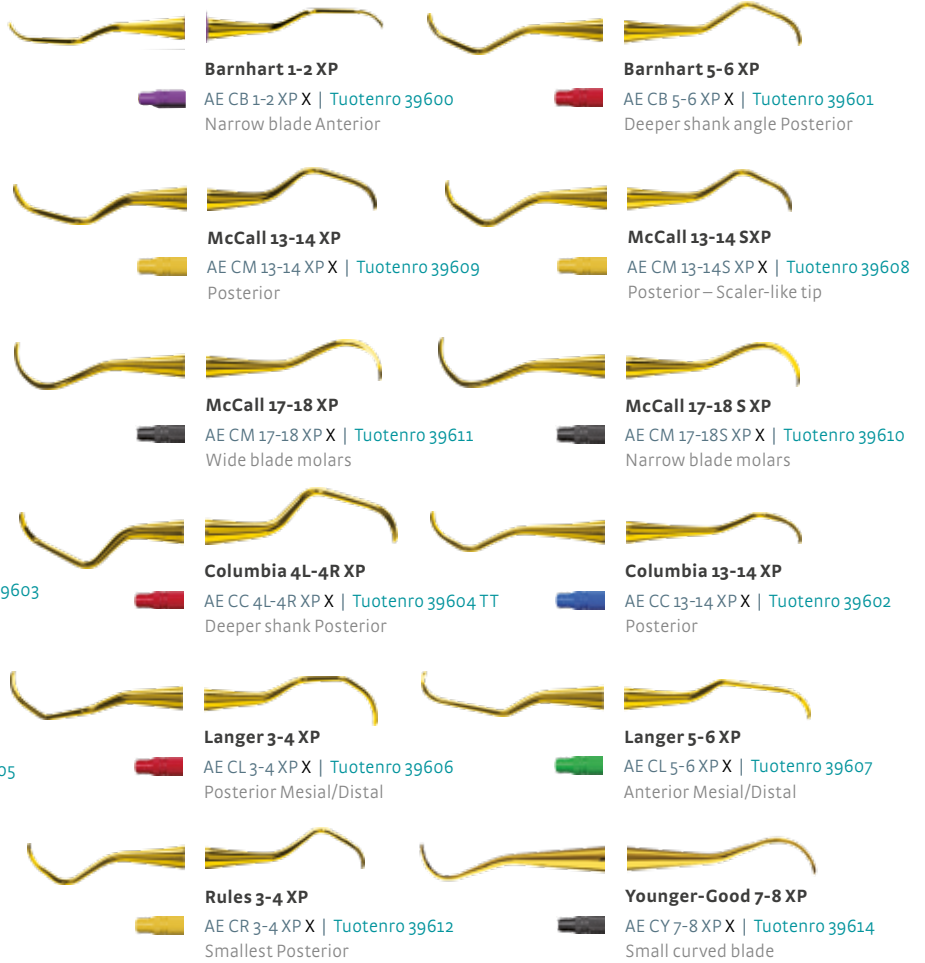 Barnhart 1-2 XP
AE CB 1-2 XP X | Tuotenro 39600
Narrow blade Anterior
Barnhart 5-6 XP
AE CB 5-6 XP X | Tuotenro 39601
Deeper shank angle Posterior
McCall 13-14 XP
AE CM 13-14 XP X | Tuotenro 39609
Posterior
McCall 13-14 SXP
AE CM 13-14S XP X | Tuotenro 39608
Posterior – Scaler-like tip
McCall 17-18 XP
AE CM 17-18 XP X | Tuotenro 39611
Wide blade molars
McCall 17-18 S XP
AE CM 17-18S XP X | Tuotenro 39610
Narrow blade molars
9603
Columbia 4L-4R XP
AE CC 4L-4R XP X | Tuotenro 39604 TT
Deeper shank Posterior
Columbia 13-14 XP
AE CC 13-14 XP X | Tuotenro 39602
Posterior
05
Langer 3-4 XP
AE CL 3-4 XP X | Tuotenro 39606
Posterior Mesial/Distal
Langer 5-6 XP
AE CL 5-6 XP X | Tuotenro 39607
Anterior Mesial/Distal
Rules 3-4 XP
AE CR 3-4 XP X | Tuotenro 39612
Smallest Posterior
Younger-Good 7-8 XP
AE CY 7-8 XP X | Tuotenro 39614
Small curved blade